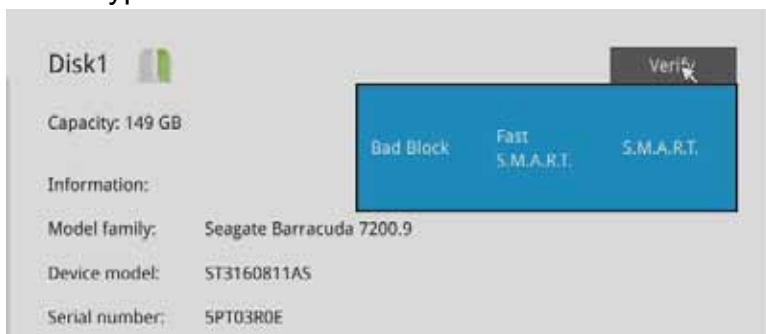 Disk1
Verify
Capacity: 149 GB
Bad Block
Fast
S.M.A.R.T.
S.M.A.R.T.
Information:
Model family: Seagate Barracuda 7200.9
Device model: ST3160811AS
Serial number: 5PT03R0E